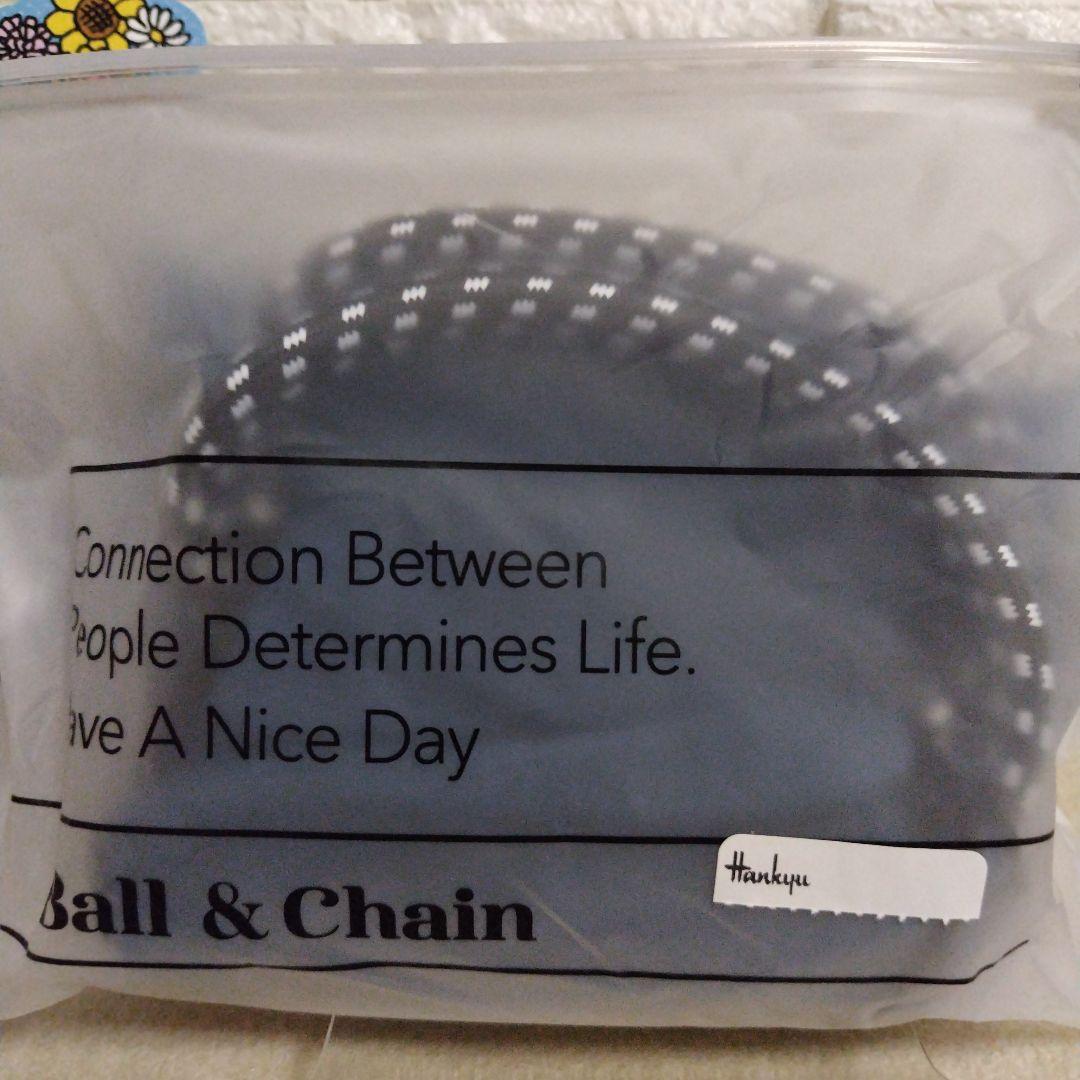 Connection Between
People Determines Life.
ave A Nice Day
Ball & Chain
Hankyu